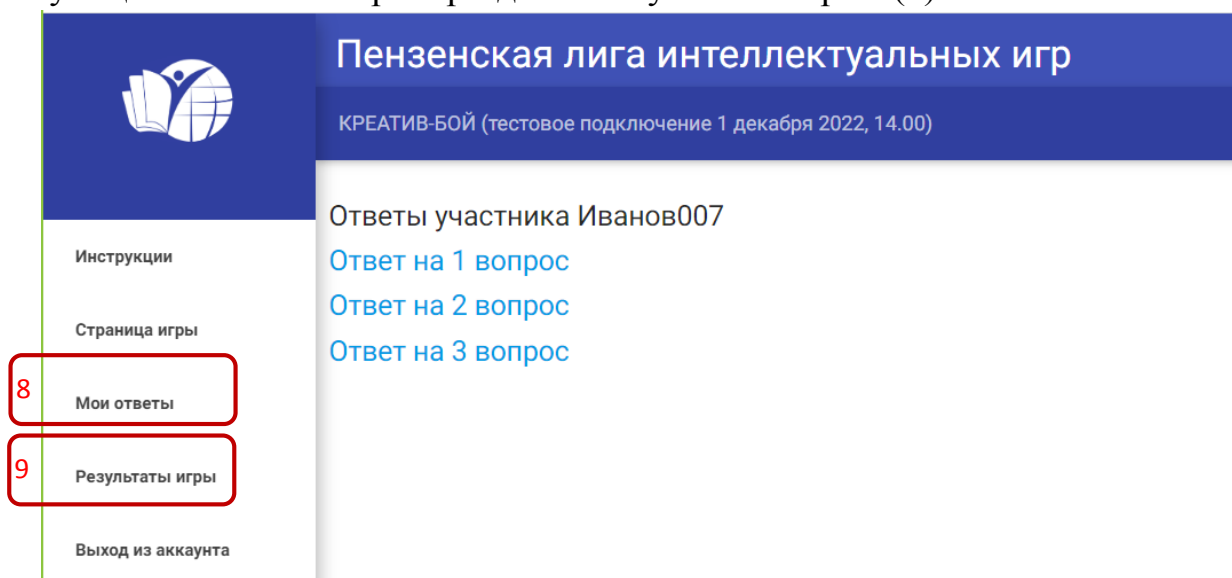 Пензенская лига интеллектуальных игр
КРЕАТИВ-БОЙ (тестовое подключение 1 декабря 2022, 14.00)
Ответы участника Иванов007
Ответ на 1 вопрос
Ответ на 2 вопрос
Ответ на 3 вопрос
Инструкции
Страница игры
8 Мои ответы
9 Результаты игры
Выход из аккаунта